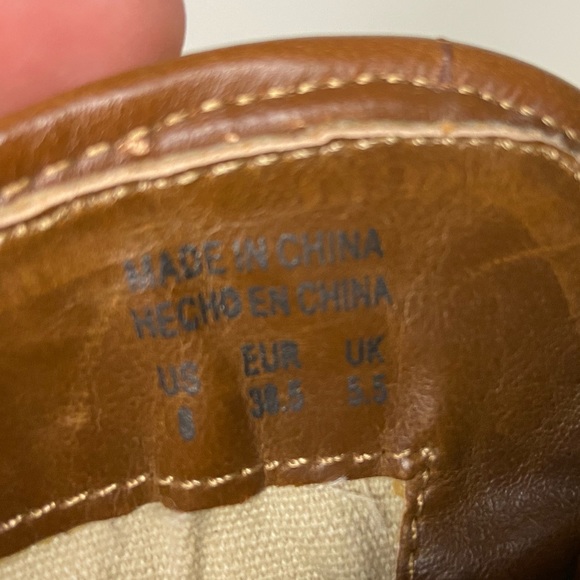 MADE IN CHINA
HECHO EN CHINA
US EUR UK
8 38.5 5.5